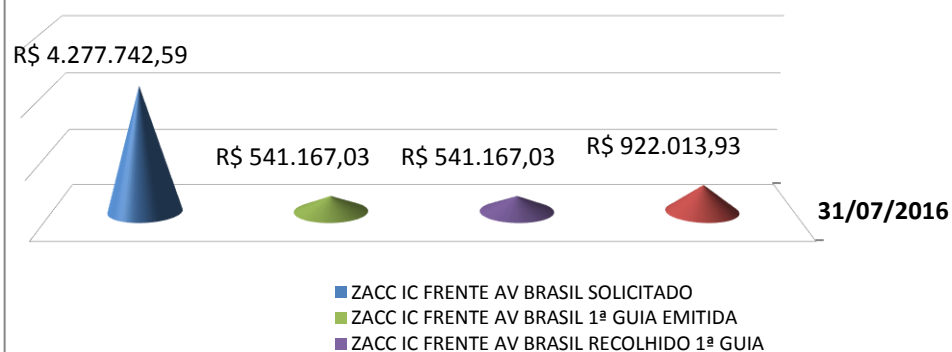 R$ 4.277.742,59
R$ 541.167,03
R$ 541.167,03
R$ 922.013,93
31/07/2016
ZACC IC FRENTE AV BRASIL SOLICITADO
ZACC IC FRENTE AV BRASIL 1ª GUIA EMITIDA
ZACC IC FRENTE AV BRASIL RECOLHIDO 1ª GUIA